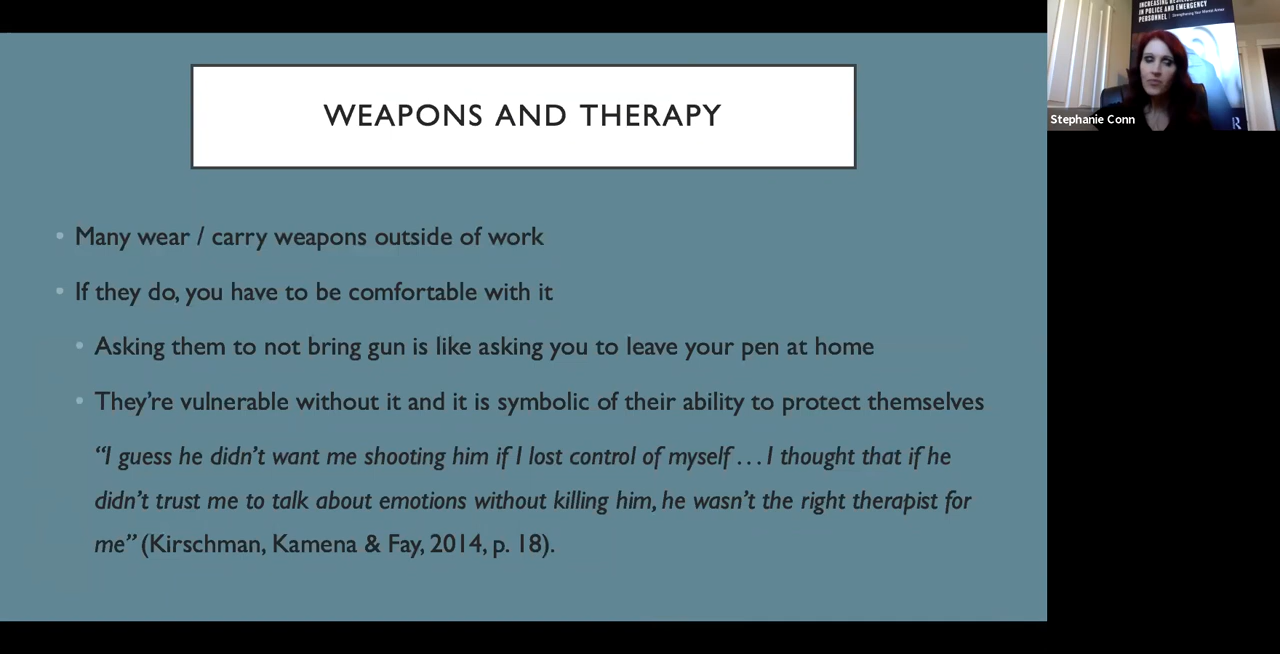 WEAPONS AND THERAPY
• Many wear / carry weapons outside of work
• If they do, you have to be comfortable with it
• Asking them to not bring gun is like asking you to leave your pen at home
• They’re vulnerable without it and it is symbolic of their ability to protect themselves
“I guess he didn’t want me shooting him if I lost control of myself . . . I thought that if he
didn’t trust me to talk about emotions without killing him, he wasn’t the right therapist for
me” (Kirschman, Kamena & Fay, 2014, p. 18).
IN POLICE AND EMERGENCY
PERSONNEL
Stephanie Conn
R